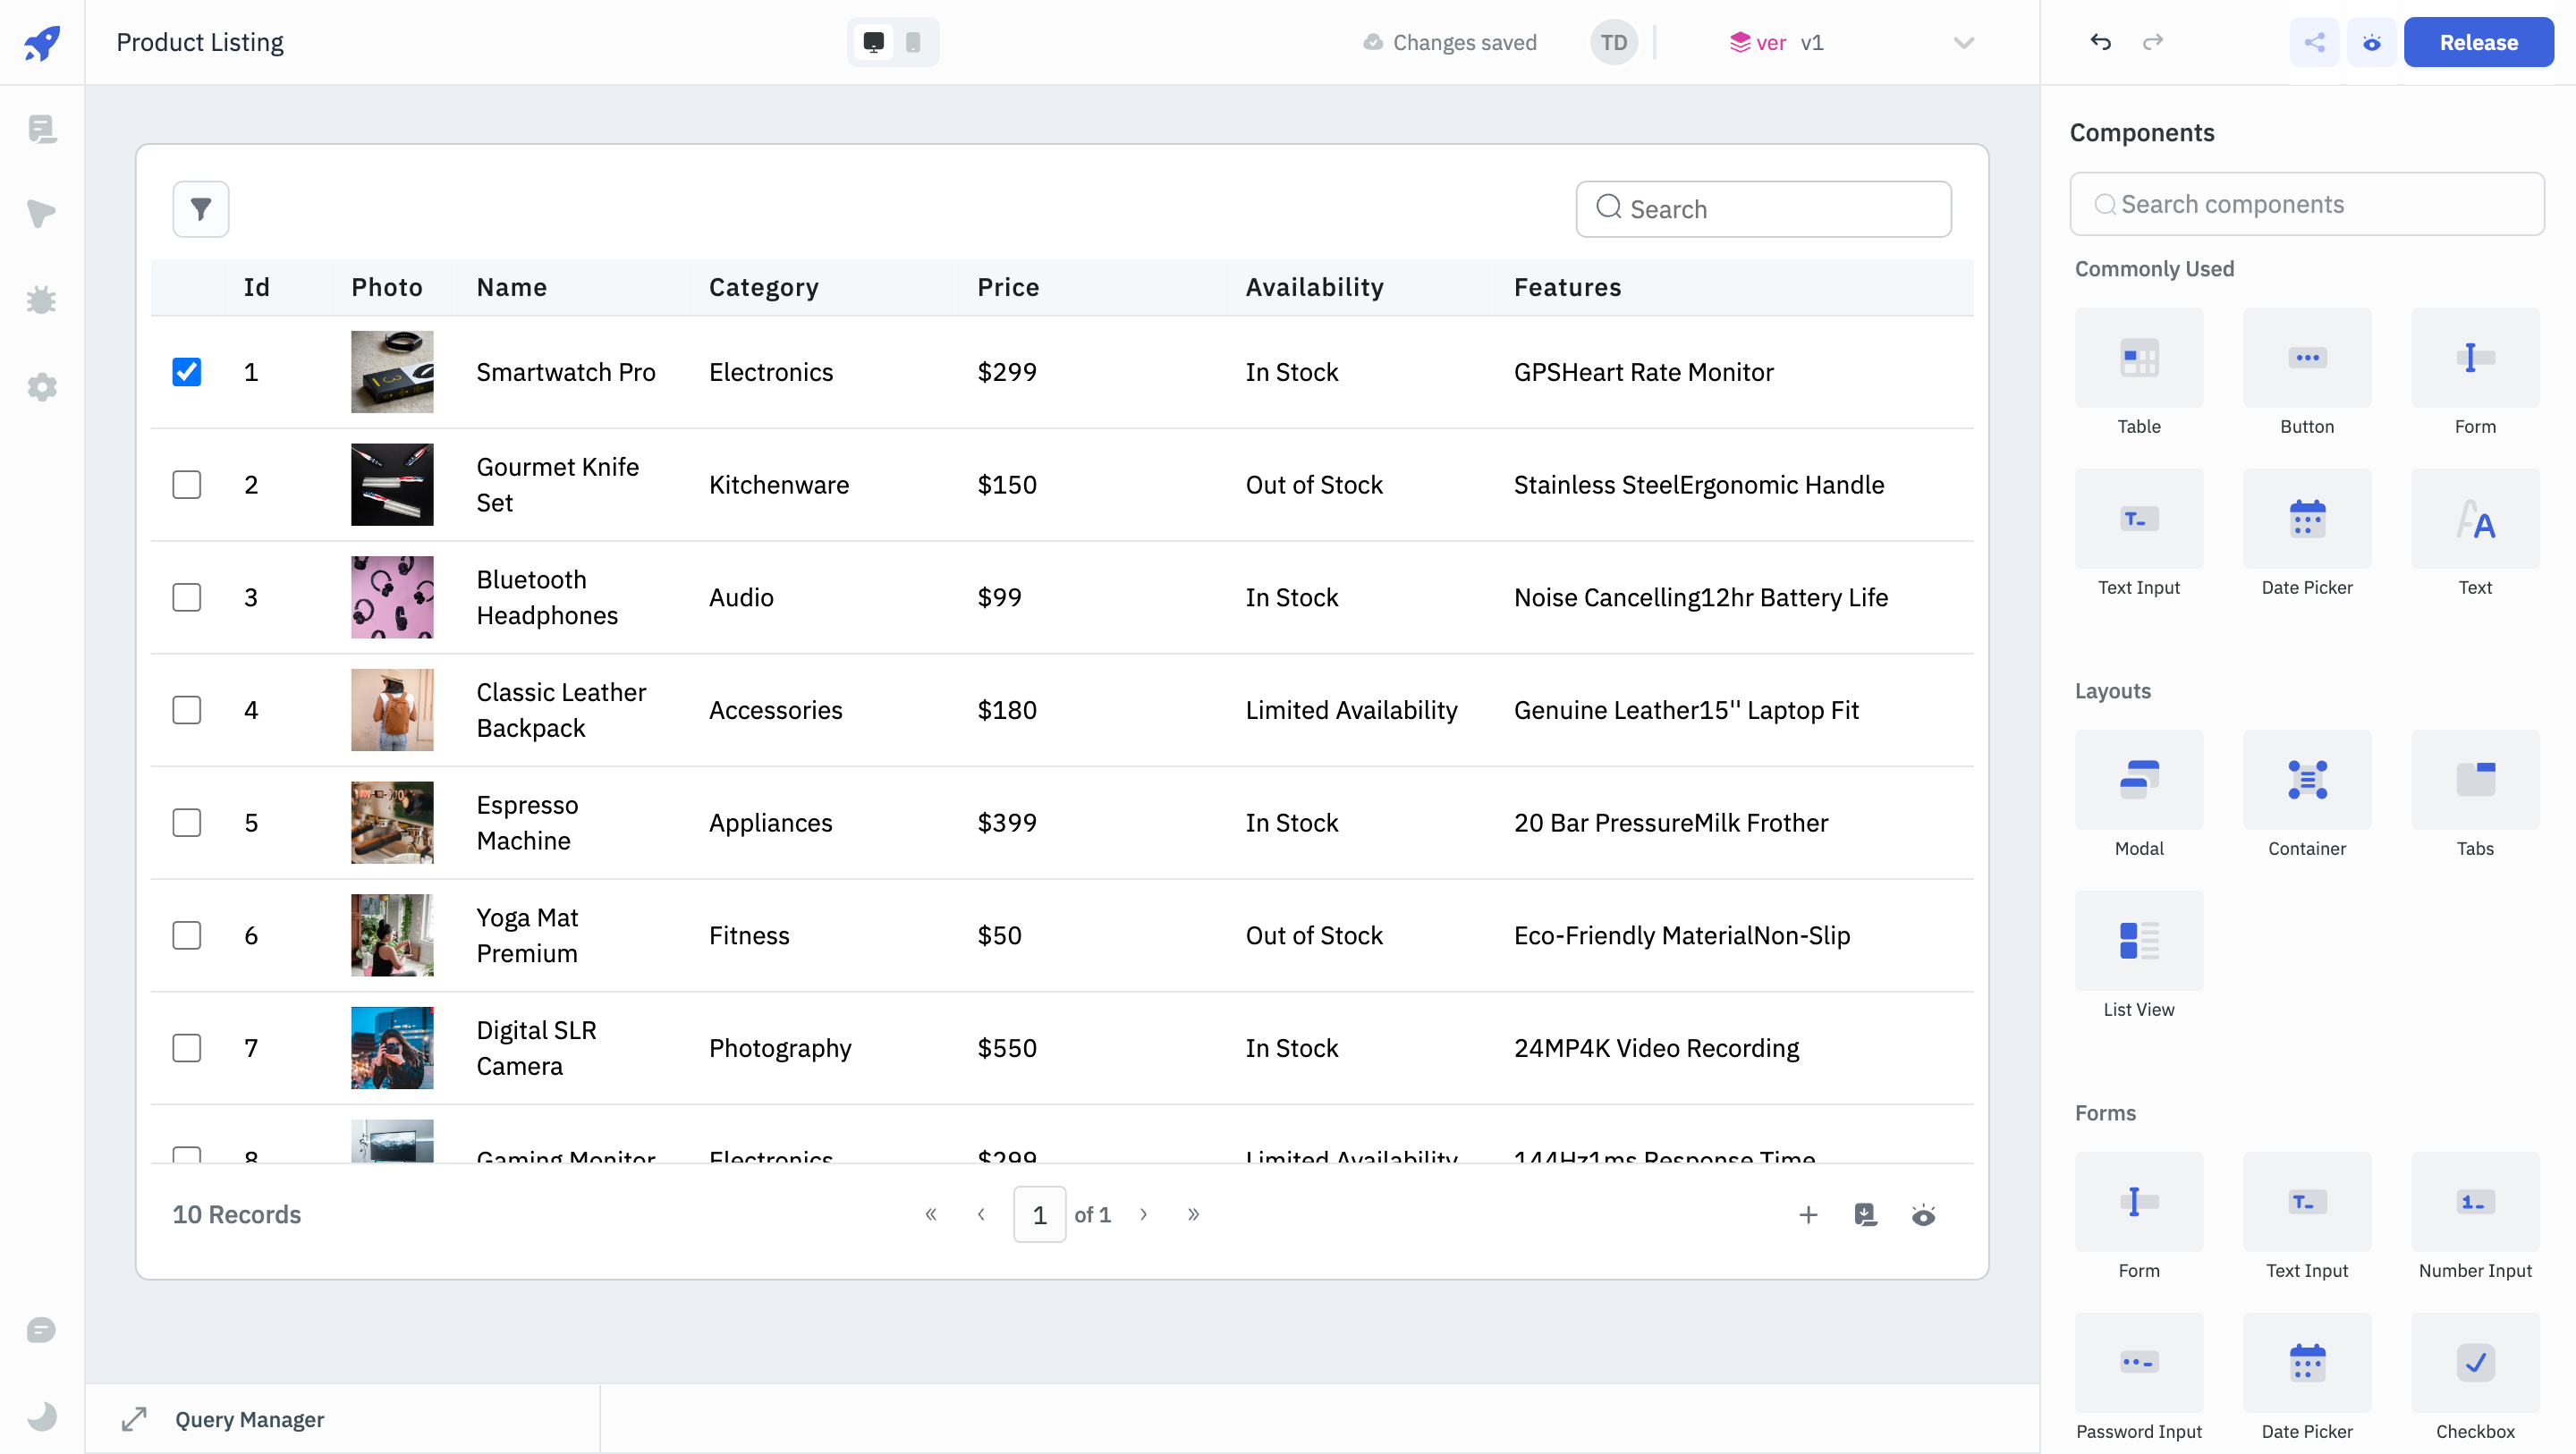 Product Listing
Changes saved
TD
ver v1
Release
Components
Search components
Search
Id Photo Name Category Price Availability Features
1 Smartwatch Pro Electronics $299 In Stock GPSHeart Rate Monitor
2 Gourmet Knife Set Kitchenware $150 Out of Stock Stainless SteelErgonomic Handle
3 Bluetooth Headphones Audio $99 In Stock Noise Cancelling12hr Battery Life
4 Classic Leather Backpack Accessories $180 Limited Availability Genuine Leather15'' Laptop Fit
5 Espresso Machine Appliances $399 In Stock 20 Bar PressureMilk Frother
6 Yoga Mat Premium Fitness $50 Out of Stock Eco-Friendly MaterialNon-Slip
7 Digital SLR Camera Photography $550 In Stock 24MP4K Video Recording
8 Gaming Monitor Electronics $299 Limited Availability 144Hz1ms Response Time
10 Records
« ‹ 1 of 1 › »
Query Manager
Commonly Used
Table Button Form
Text Input Date Picker Text
Layouts
Modal Container Tabs
List View
Forms
Form Text Input Number Input
Password Input Date Picker Checkbox